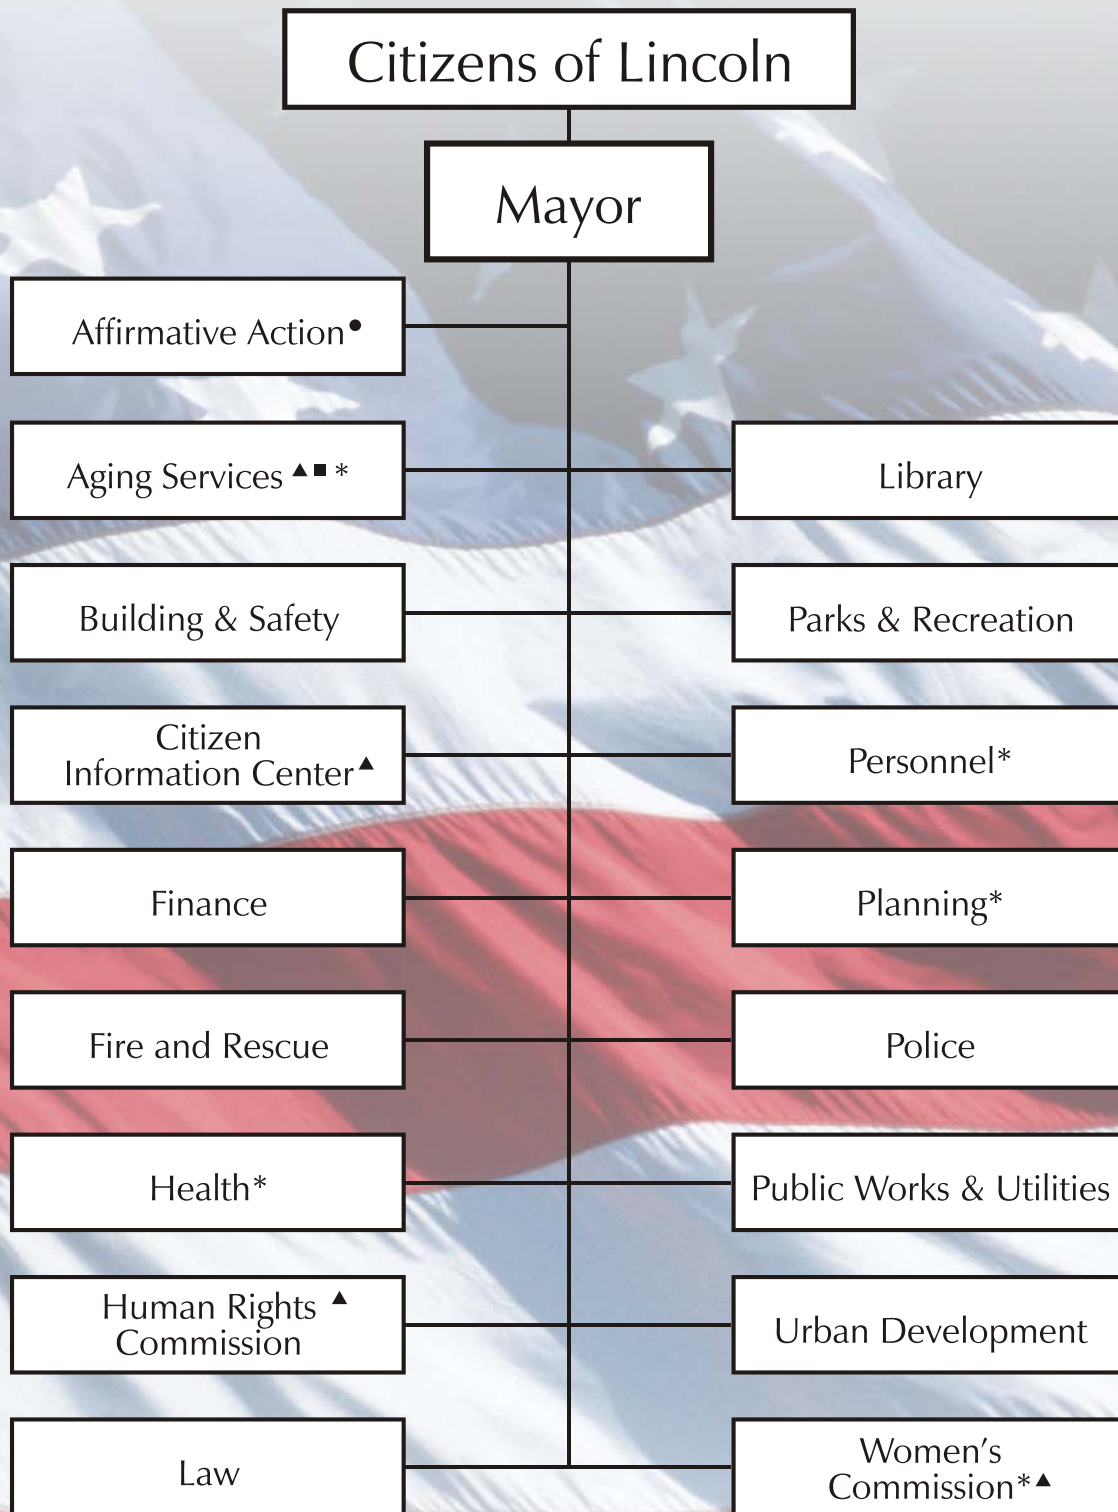 Citizens of Lincoln
Mayor
Affirmative Action●
Aging Services ▲■ *
Library
Building & Safety
Parks & Recreation
Citizen
Information Center▲
Personnel*
Finance
Planning*
Fire and Rescue
Police
Health*
Public Works & Utilities
Human Rights ▲
Commission
Urban Development
Law
Women’s
Commission*▲